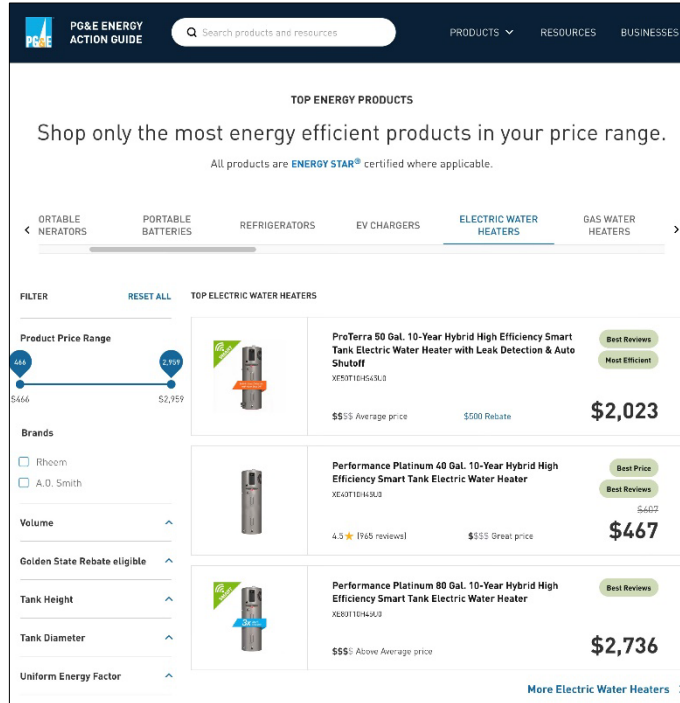 PG&E
PG&E ENERGY
ACTION GUIDE
Search products and resources
PRODUCTS
RESOURCES
BUSINESSES
TOP ENERGY PRODUCTS
Shop only the most energy efficient products in your price range.
All products are ENERGY STAR® certified where applicable.
ORTABLE
NERATORS
PORTABLE
BATTERIES
REFRIGERATORS
EV CHARGERS
ELECTRIC WATER
HEATERS
GAS WATER
HEATERS
FILTER
RESET ALL
Product Price Range
466
2,959
$466
$2,959
Brands
Rheem
A.O. Smith
Volume
Golden State Rebate eligible
Tank Height
Tank Diameter
Uniform Energy Factor
TOP ELECTRIC WATER HEATERS
ProTerra 50 Gal. 10-Year Hybrid High Efficiency Smart
Tank Electric Water Heater with Leak Detection & Auto
Shutoff
XE50T10HS45U0
$$$$ Average price
$500 Rebate
Best Reviews
Most Efficient
$2,023
Performance Platinum 40 Gal. 10-Year Hybrid High
Efficiency Smart Tank Electric Water Heater
XE40T10H45U0
4.5 (965 reviews)
$$$$ Great price
Best Price
Best Reviews
$607
$467
3x
Performance Platinum 80 Gal. 10-Year Hybrid High
Efficiency Smart Tank Electric Water Heater
XE80T10H45U0
$$$$ Above Average price
Best Reviews
$2,736
More Electric Water Heaters